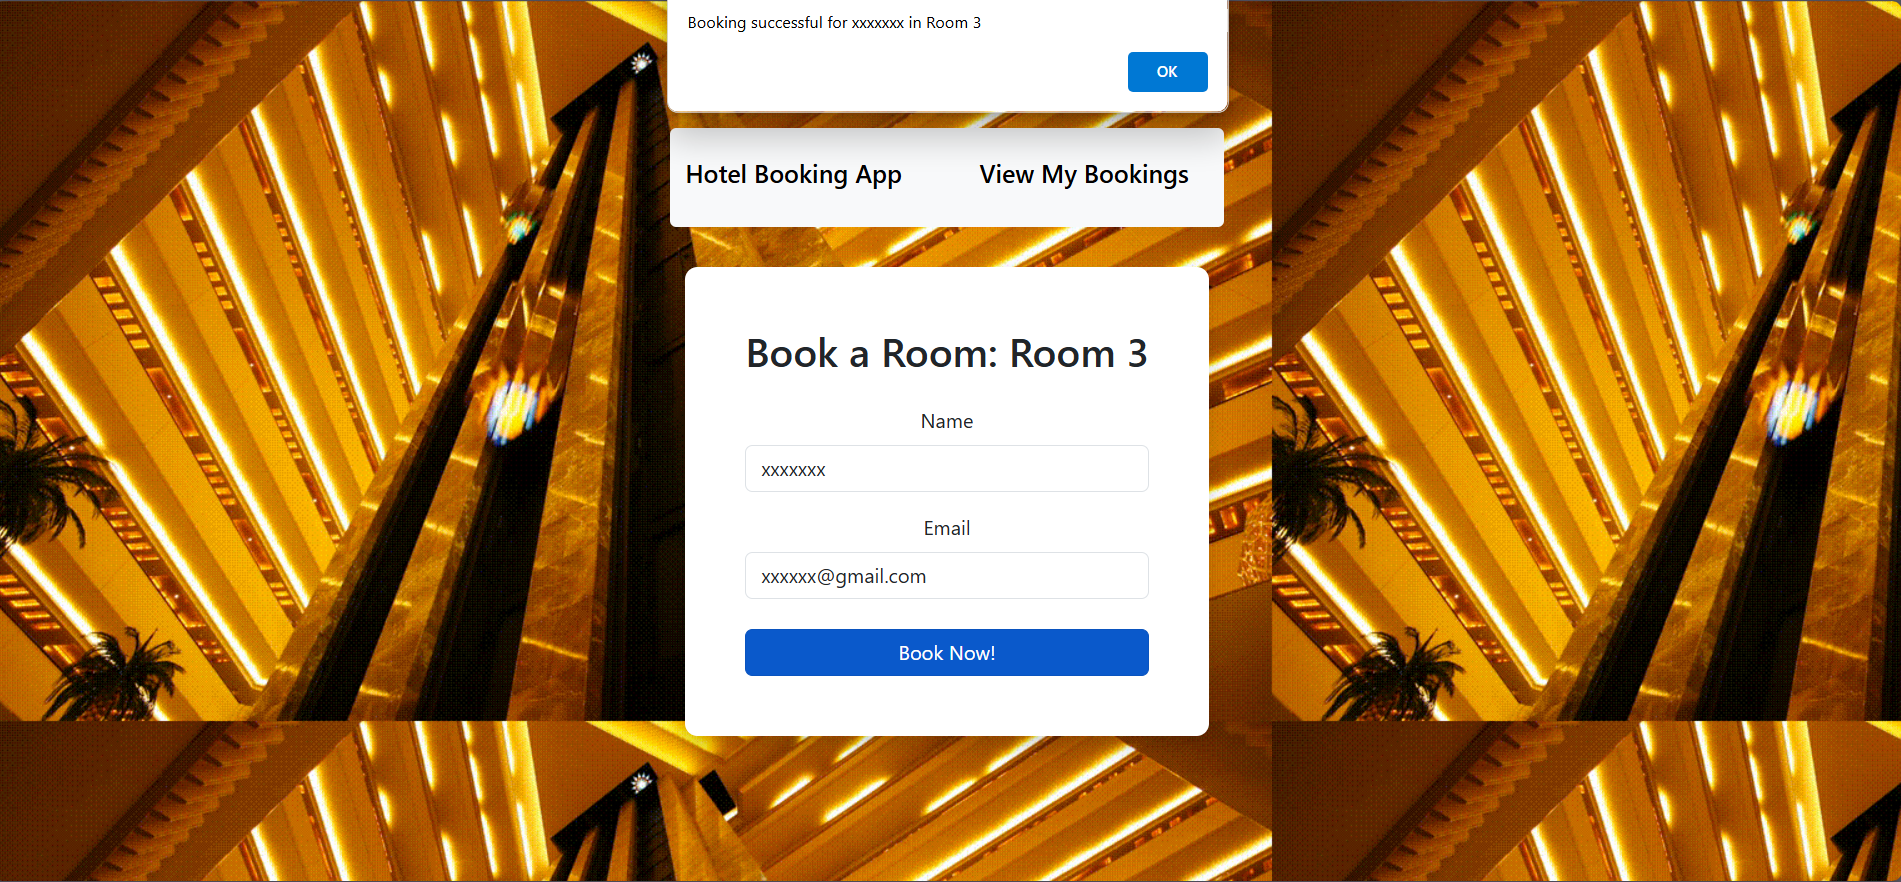 Booking successful for xxxxxxx in Room 3
OK
Hotel Booking App
View My Bookings
Book a Room: Room 3
Name
xxxxxxx
Email
xxxxxx@gmail.com
Book Now!